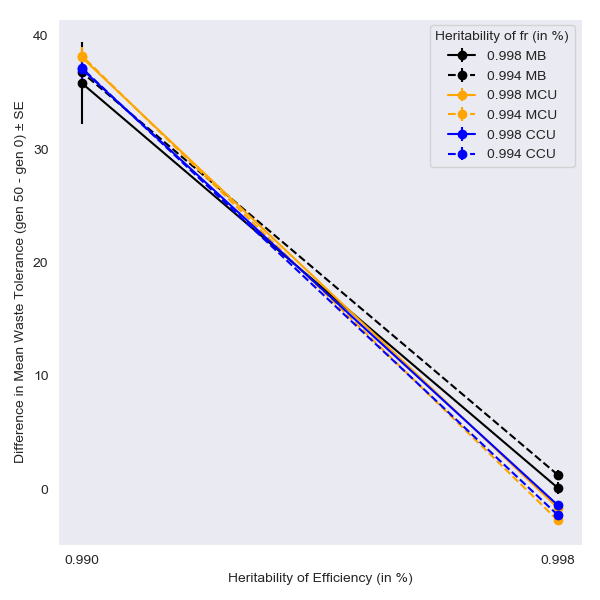 Heritability of fr (in %)
0.998 MB
0.994 MB
0.998 MCU
0.994 MCU
0.998 CCU
0.994 CCU
Difference in Mean Waste Tolerance (gen 50 - gen 0) ± SE
40
30
20
10
0
0.990
0.998
Heritability of Efficiency (in %)